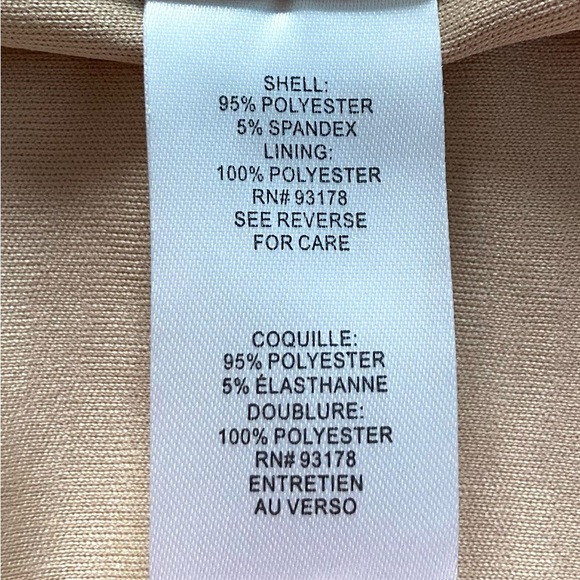 SHELL:
95% POLYESTER
5% SPANDEX
LINING:
100% POLYESTER
RN# 93178
SEE REVERSE
FOR CARE
COQUILLE:
95% POLYESTER
5% ÉLASTHANNE
DOUBLURE:
100% POLYESTER
RN# 93178
ENTRETIEN
AU VERSO